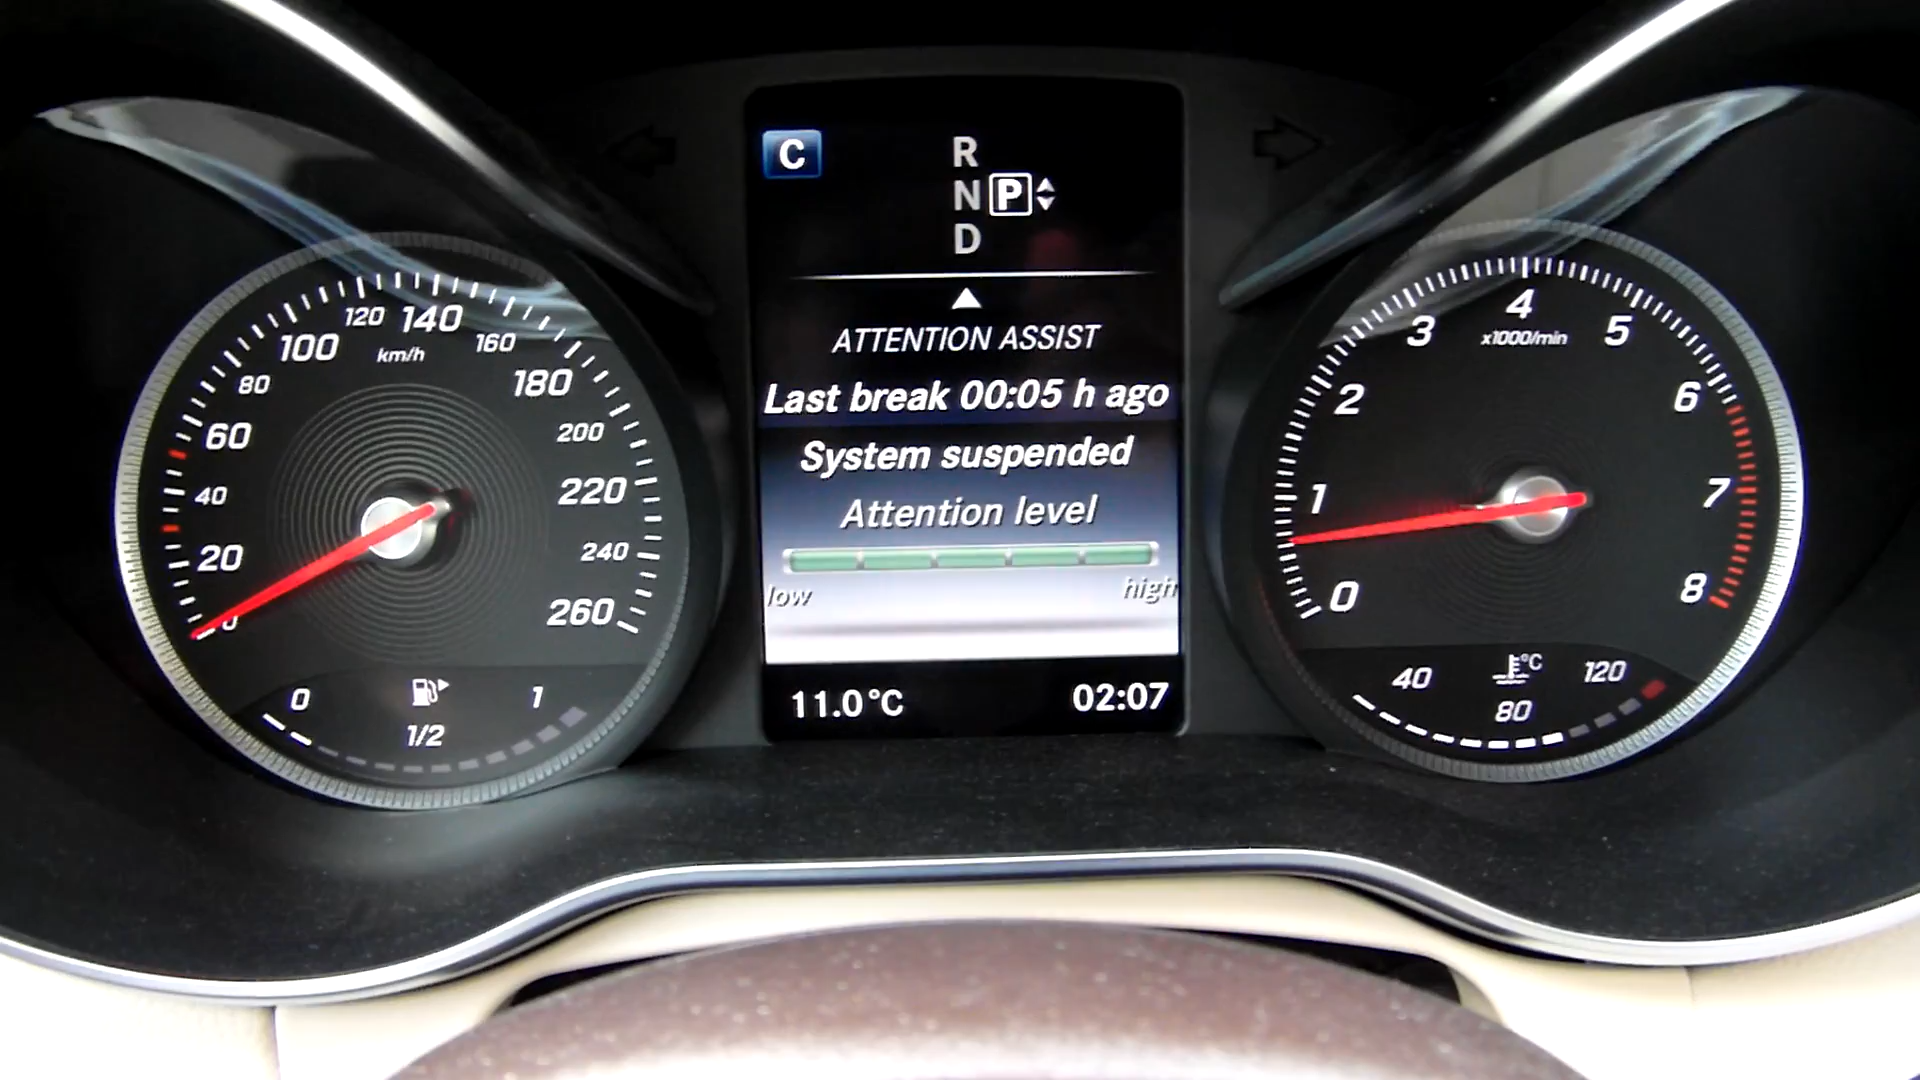 C
R
N P
D
ATTENTION ASSIST
Last break 00:05 h ago
System suspended
Attention level
low high
11.0°C 02:07
0
20
40
60
80
100
120
140
160
180
200
220
240
260
km/h
0 1/2 1
0
1
2
3
4
5
6
7
8
x1000/min
40 80 120
°C